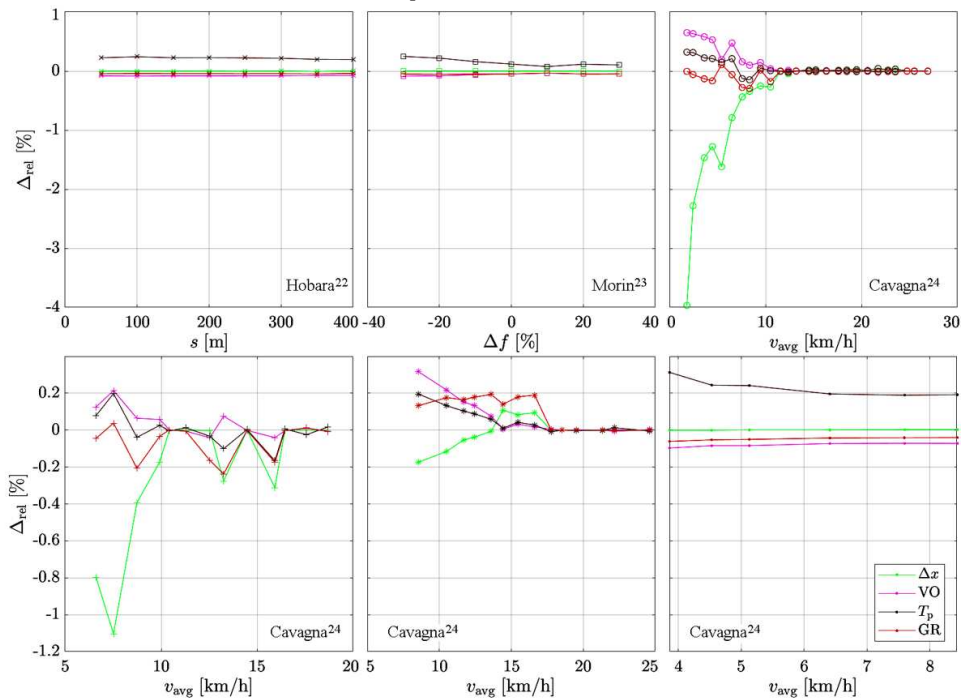 1
0
-1
-2
-3
-4
Δrel [%]
0 100 200 300 400
s [m]
Hobara22
-40 -20 0 20 40
Δf [%]
Morin23
0 10 20 30
vavg [km/h]
Cavagna24
0.2
0
-0.2
-0.4
-0.6
-0.8
-1
-1.2
Δrel [%]
5 10 15 20
vavg [km/h]
Cavagna24
5 10 15 20 25
vavg [km/h]
Cavagna24
4 5 6 7 8
vavg [km/h]
Cavagna24
Δx
VO
Tp
GR